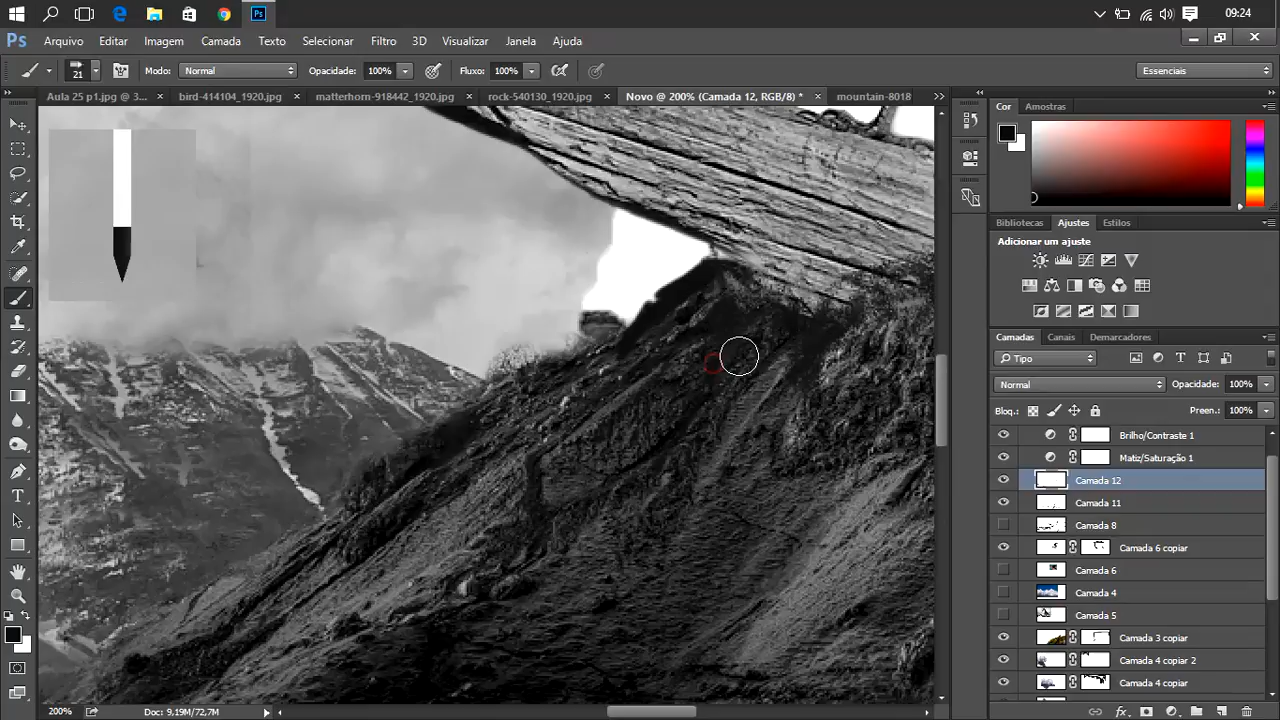 09:24
Ps
Arquivo Editar Imagem Camada Texto Selecionar Filtro 3D Visualizar Janela Ajuda
21 Modo: Normal Opacidade: 100% Fluxo: 100% Essenciais
Aula 25 p1.jpg @ 3... × bird-414104_1920.jpg × matterhorn-918442_1920.jpg × rock-540130_1920.jpg × Novo @ 200% (Camada 12, RGB/8) * × mountain-8018
Cor Amostras
Bibliotecas Ajustes Estilos
Adicionar um ajuste
Camadas Canais Demarcadores
Tipo
Normal Opacidade: 100%
Bloq.: Preen.: 100%
Brilho/Contraste 1
Matiz/Saturação 1
Camada 12
Camada 11
Camada 8
Camada 6 copiar
Camada 6
Camada 4
Camada 5
Camada 3 copiar
Camada 4 copiar 2
Camada 4 copiar
200% Doc: 9,19M/72,7M